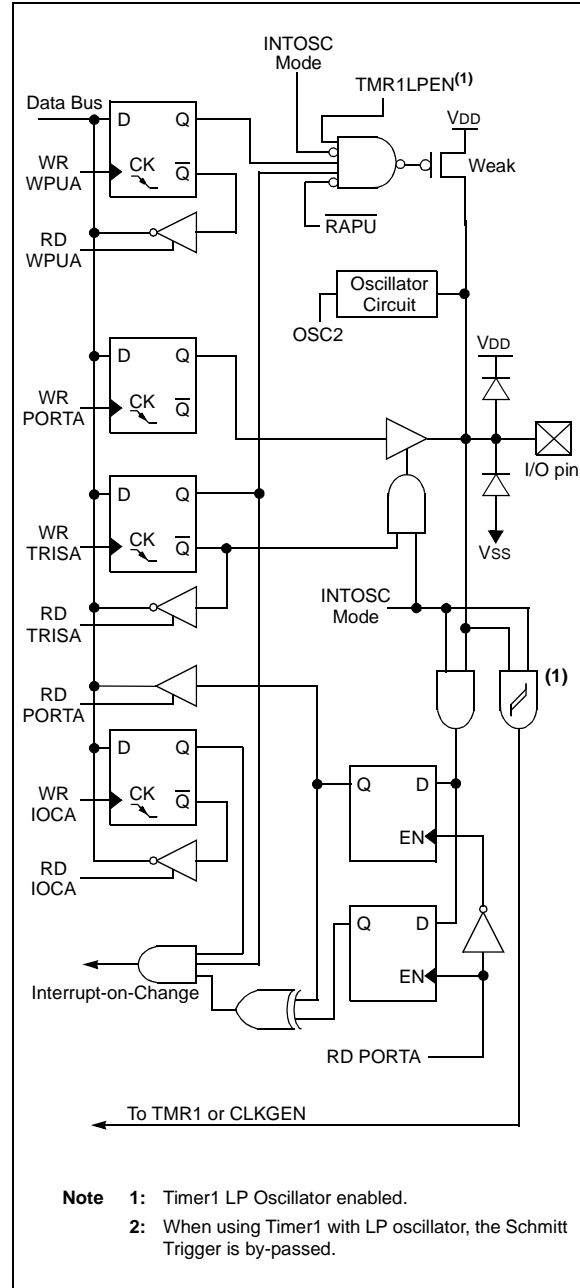 INTOSC
Mode
TMR1LPEN(1)
Data Bus
D Q
VDD
WR
WPUA
CK Q
Weak
RAPU
RD
WPUA
Oscillator
Circuit
OSC2
VDD
D Q
WR
PORTA
CK Q
I/O pin
D Q
WR
TRISA
CK Q
VSS
INTOSC
Mode
RD
TRISA
(1)
RD
PORTA
D Q
Q D
WR
IOCA
CK Q
EN
RD
IOCA
Q D
EN
Interrupt-on-Change
RD PORTA
To TMR1 or CLKGEN
Note 1: Timer1 LP Oscillator enabled.
2: When using Timer1 with LP oscillator, the Schmitt
Trigger is by-passed.